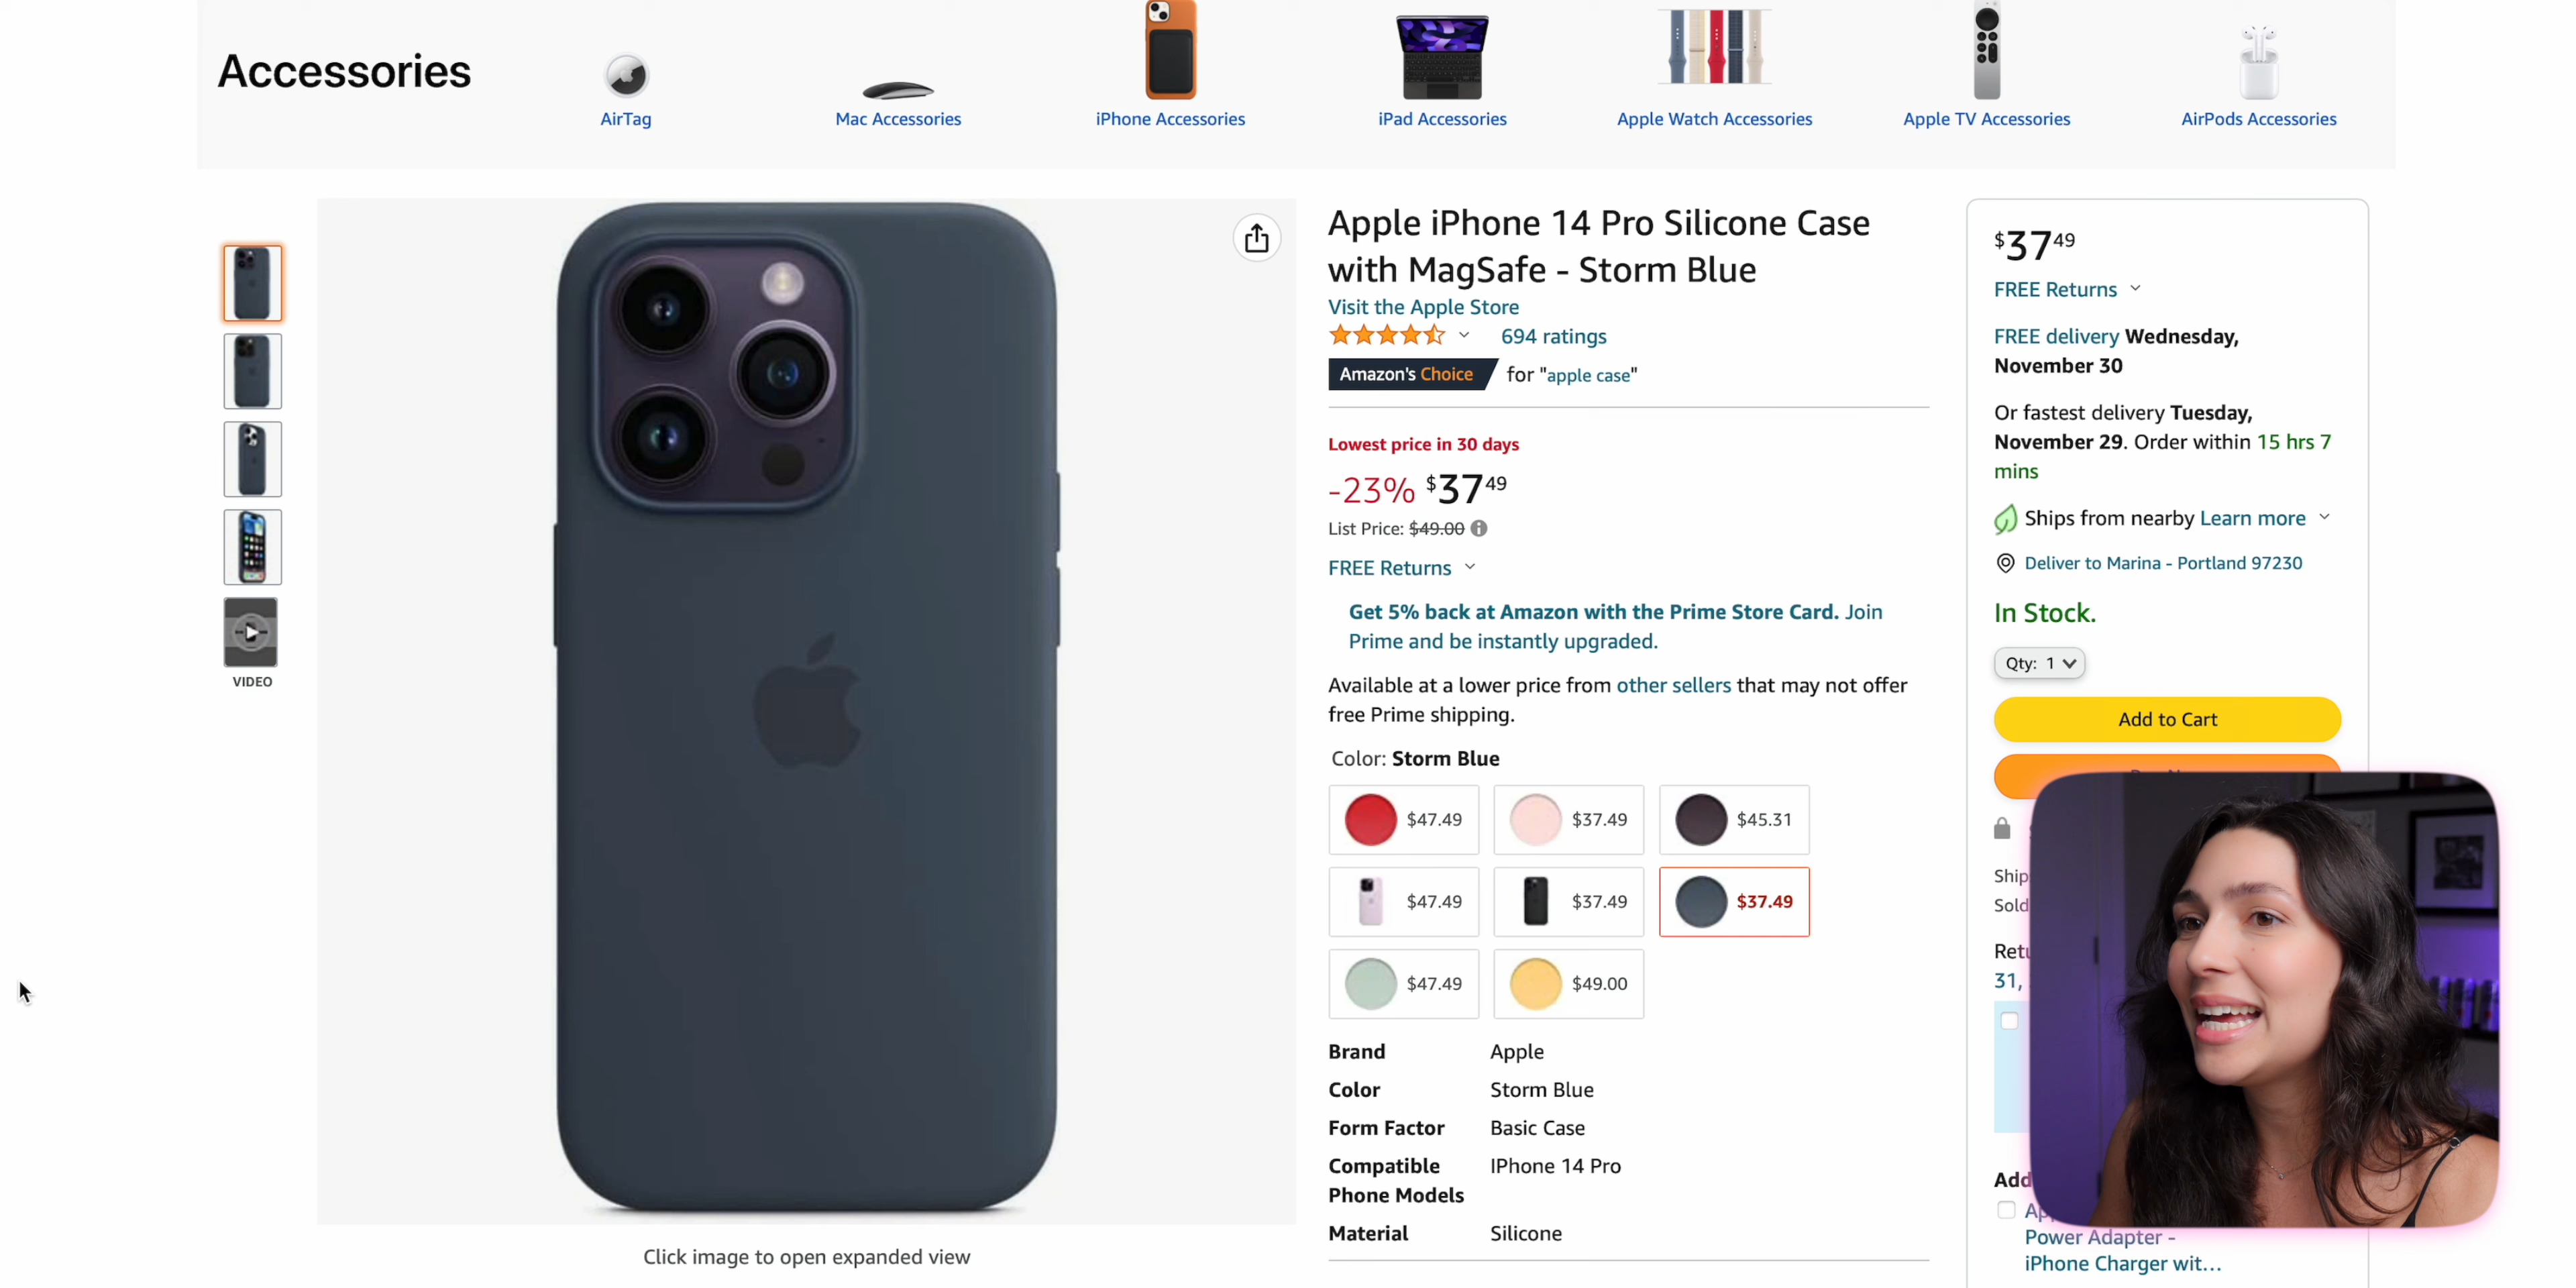 Accessories
AirTag
Mac Accessories
iPhone Accessories
iPad Accessories
Apple Watch Accessories
Apple TV Accessories
AirPods Accessories
VIDEO
Click image to open expanded view
Apple iPhone 14 Pro Silicone Case
with MagSafe - Storm Blue
Visit the Apple Store
694 ratings
Amazon's Choice for "apple case"
Lowest price in 30 days
-23% $37 49
List Price: $49.00
FREE Returns
Get 5% back at Amazon with the Prime Store Card. Join
Prime and be instantly upgraded.
Available at a lower price from other sellers that may not offer
free Prime shipping.
Color: Storm Blue
$47.49
$37.49
$45.31
$47.49
$37.49
$37.49
$47.49
$49.00
Brand Apple
Color Storm Blue
Form Factor Basic Case
Compatible IPhone 14 Pro
Phone Models
Material Silicone
$37 49
FREE Returns
FREE delivery Wednesday,
November 30
Or fastest delivery Tuesday,
November 29. Order within 15 hrs 7
mins
Ships from nearby Learn more
Deliver to Marina - Portland 97230
In Stock.
Qty: 1
Add to Cart
Ship
Sold
31,
Add
Power Adapter -
iPhone Charger wit...